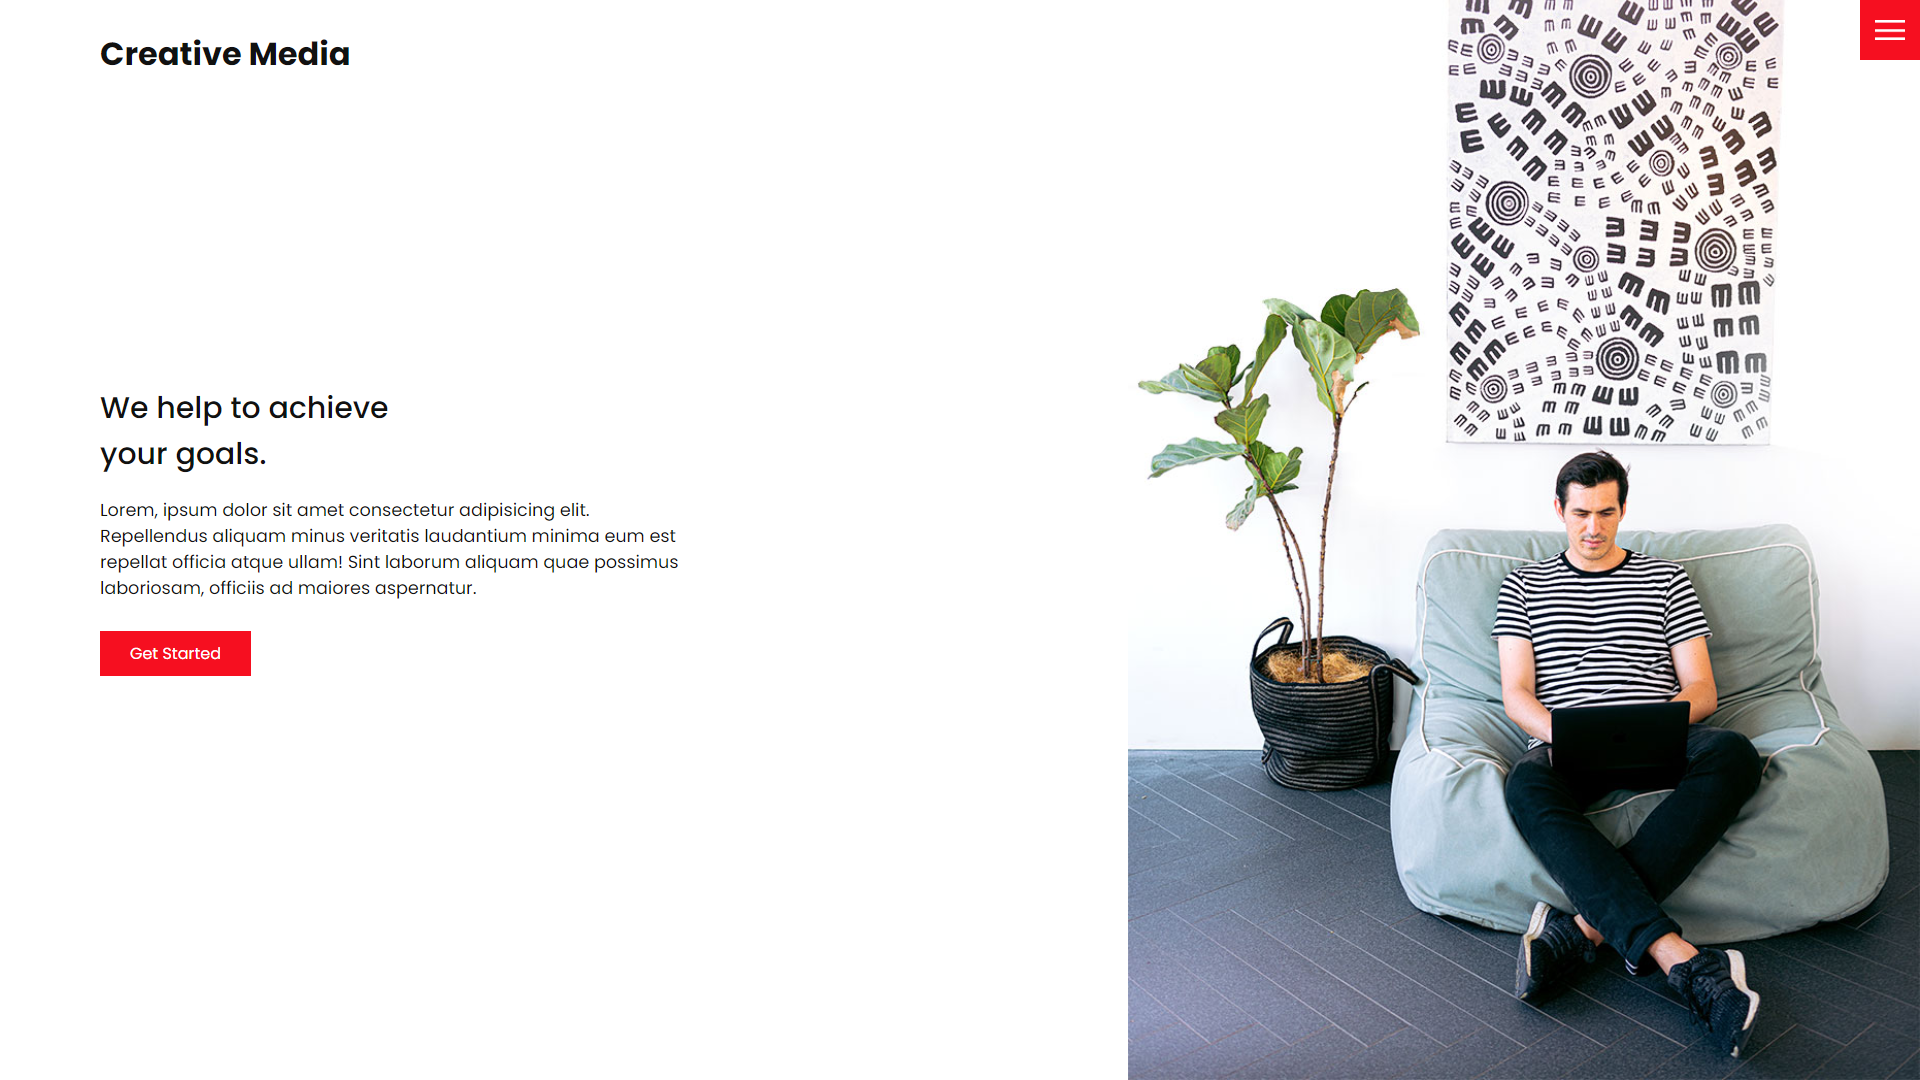 Creative Media
We help to achieve
your goals.
Lorem, ipsum dolor sit amet consectetur adipisicing elit.
Repellendus aliquam minus veritatis laudantium minima eum est
repellat officia atque ullam! Sint laborum aliquam quae possimus
laboriosam, officiis ad maiores aspernatur.
Get Started